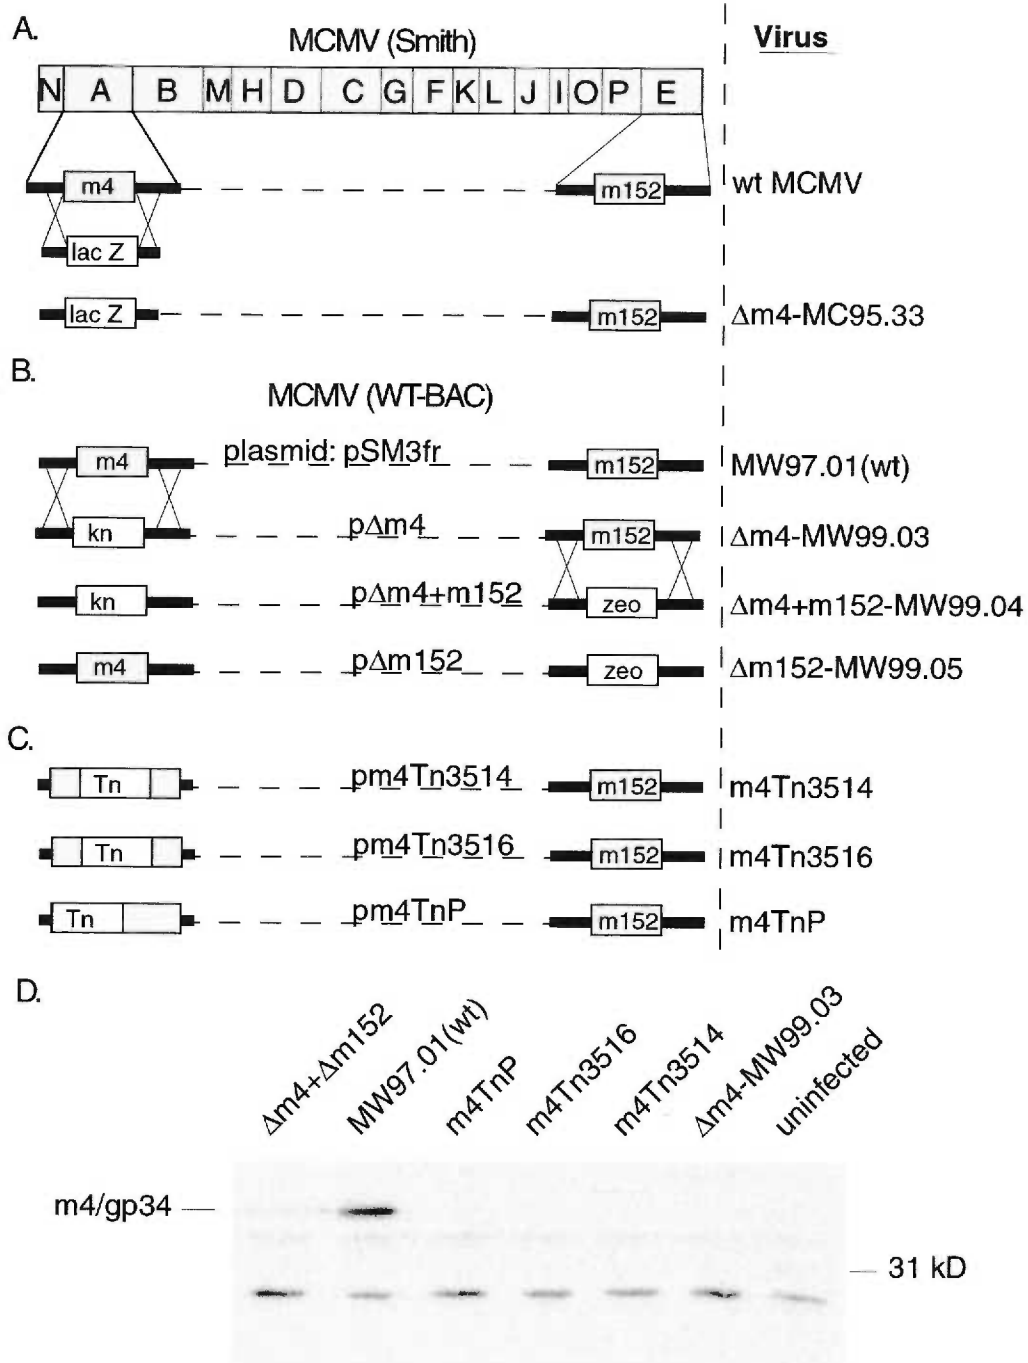 A.
MCMV (Smith)
Virus
N A B M H D C G F K L J I O P E
m4 m152 wt MCMV
lac Z
lac Z m152 Δm4-MC95.33
B.
MCMV (WT-BAC)
m4 plasmid: pSM3fr m152 MW97.01(wt)
kn pΔm4 m152 Δm4-MW99.03
kn pΔm4+m152 zeo Δm4+m152-MW99.04
m4 pΔm152 zeo Δm152-MW99.05
C.
Tn pm4Tn3514 m152 m4Tn3514
Tn pm4Tn3516 m152 m4Tn3516
Tn pm4TnP m152 m4TnP
D.
Δm4+Δm152
MW97.01(wt)
m4TnP
m4Tn3516
m4Tn3514
Δm4-MW99.03
uninfected
m4/gp34
31 kD